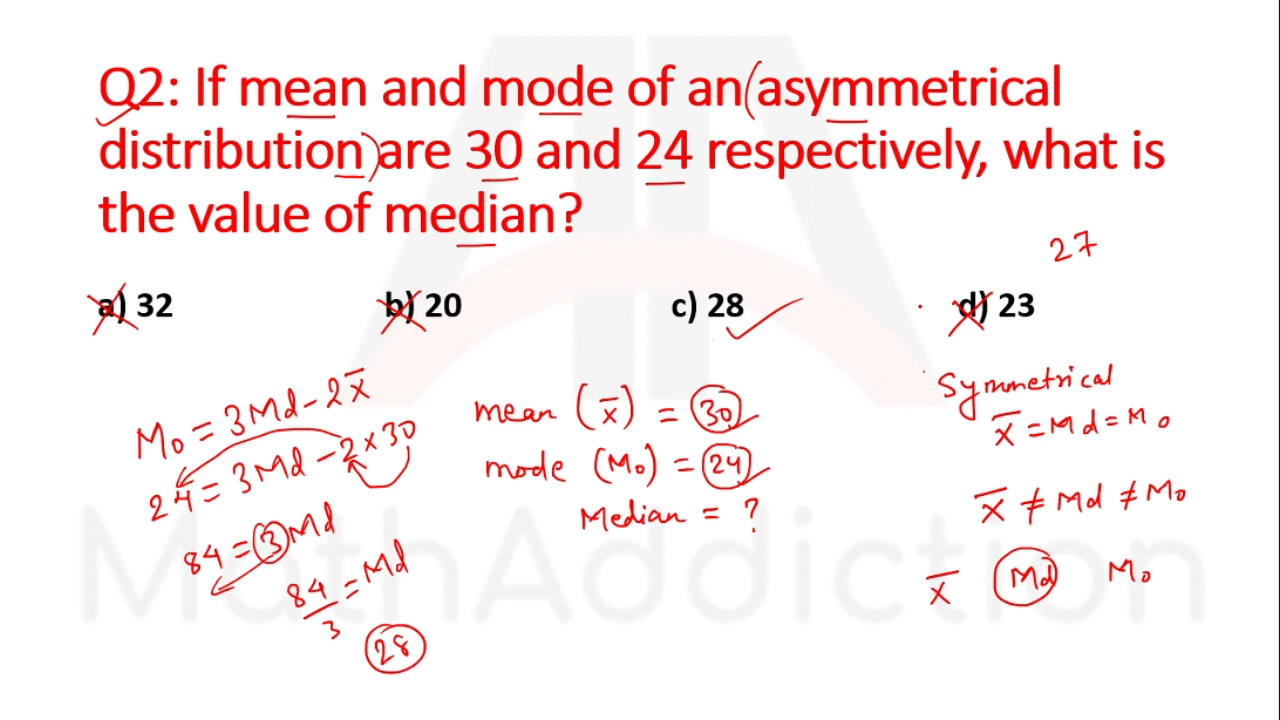 Q2: If mean and mode of an (asymmetrical
distribution) are 30 and 24 respectively, what is
the value of median?
27
a) 32 b) 20 c) 28 d) 23
Mo = 3Md - 2x̅
24 = 3Md - 2 × 30
84 = 3Md
84/3 = Md
28
mean (x̅) = 30
mode (Mo) = 24
Median = ?
Symmetrical
x̅ = Md = Mo
x̅ ≠ Md ≠ Mo
x̅ Md Mo
MathAddiction